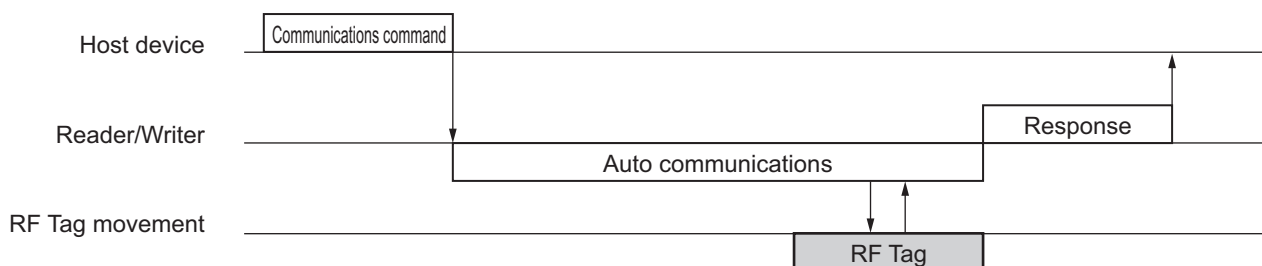 Host device
Communications command
Reader/Writer
Response
Auto communications
RF Tag movement
RF Tag